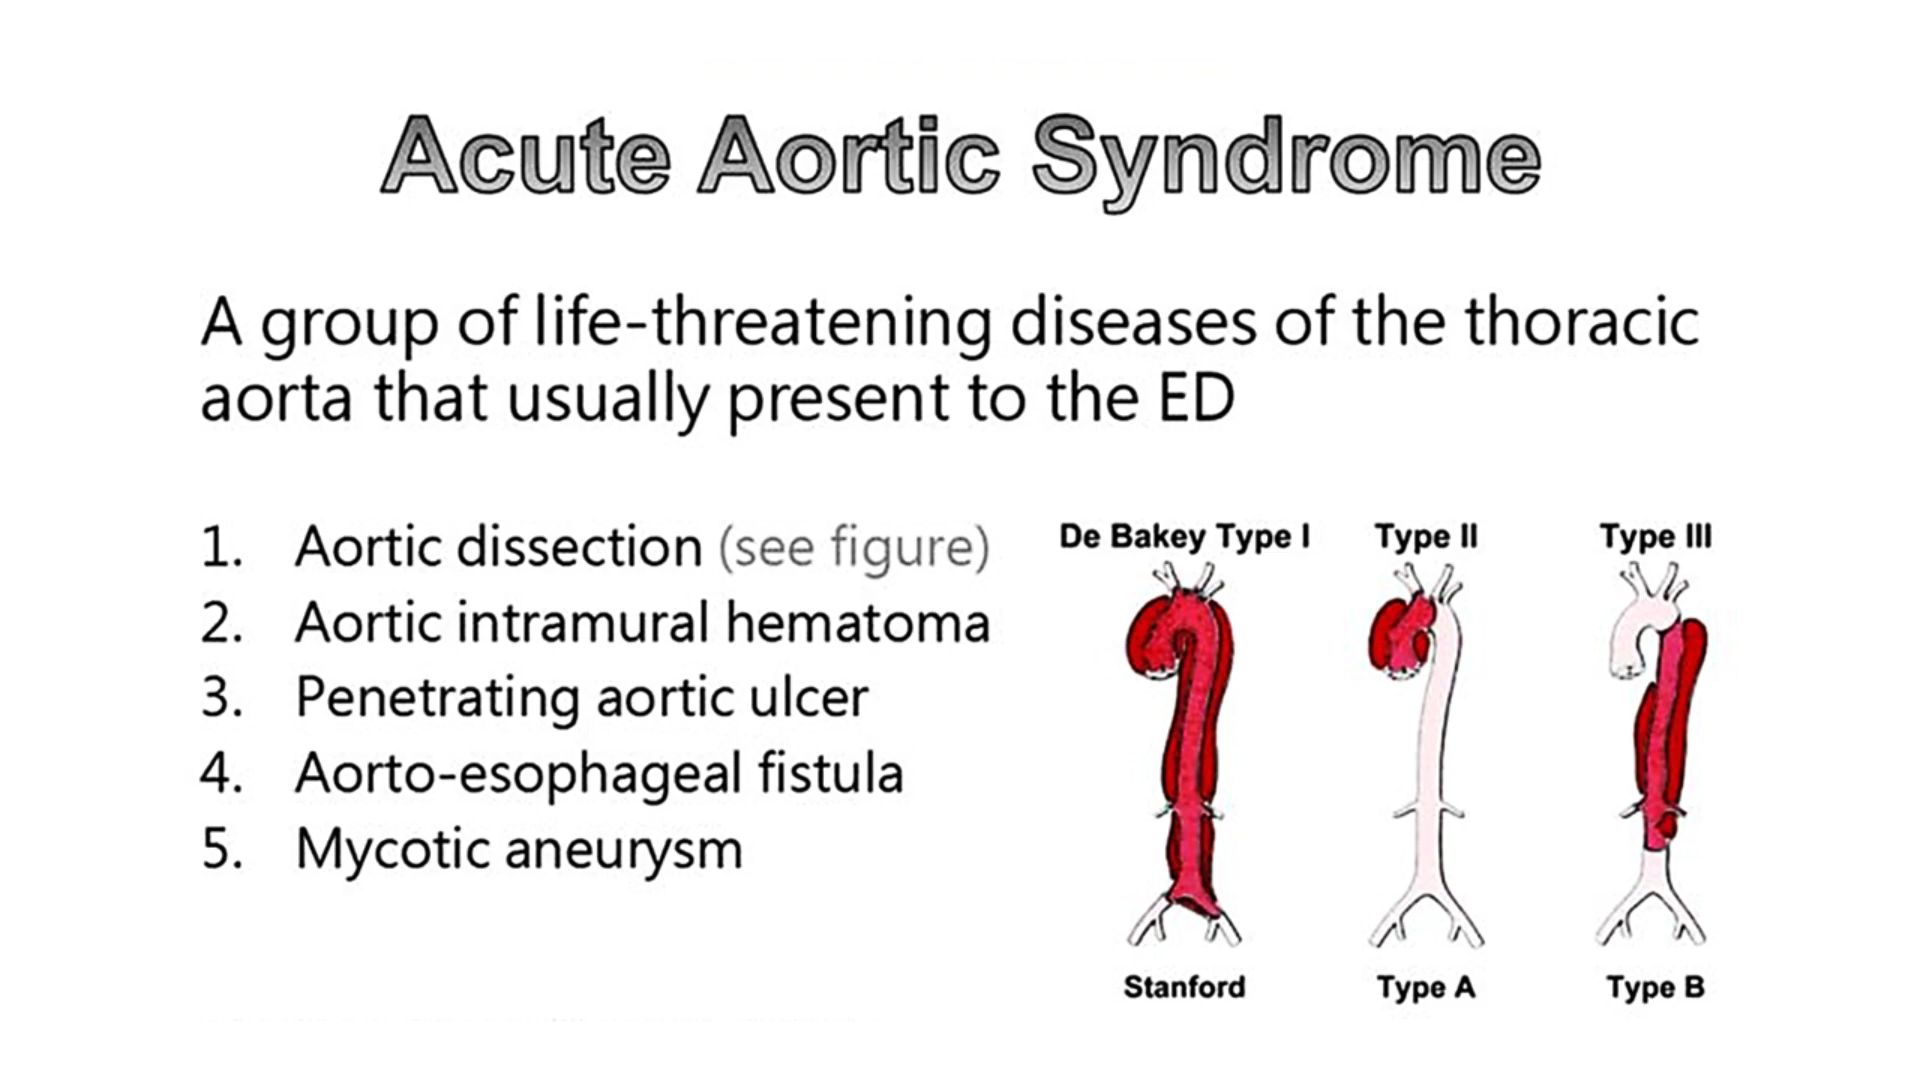 Acute Aortic Syndrome
A group of life-threatening diseases of the thoracic
aorta that usually present to the ED
1. Aortic dissection (see figure)
2. Aortic intramural hematoma
3. Penetrating aortic ulcer
4. Aorto-esophageal fistula
5. Mycotic aneurysm
De Bakey Type I Type II Type III
Stanford Type A Type B